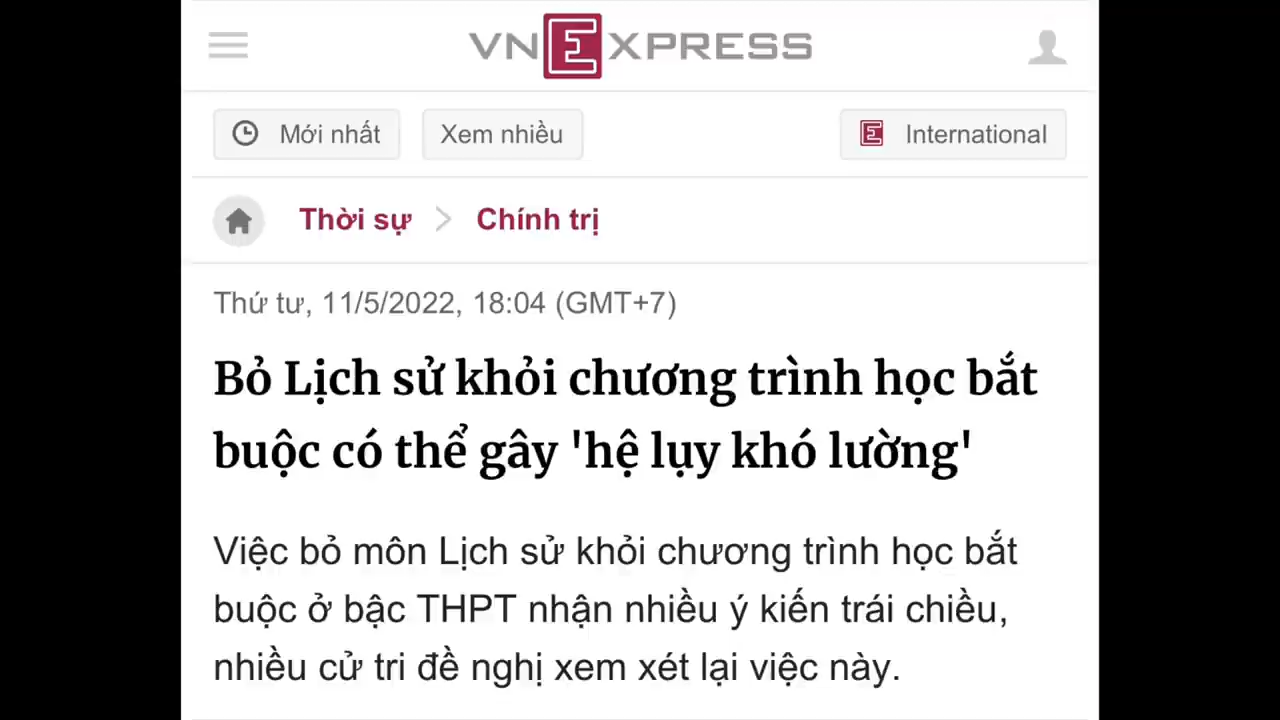 VNEXPRESS
Mới nhất Xem nhiều International
Thời sự > Chính trị
Thứ tư, 11/5/2022, 18:04 (GMT+7)
Bỏ Lịch sử khỏi chương trình học bắt
buộc có thể gây 'hệ lụy khó lường'
Việc bỏ môn Lịch sử khỏi chương trình học bắt
buộc ở bậc THPT nhận nhiều ý kiến trái chiều,
nhiều cử tri đề nghị xem xét lại việc này.